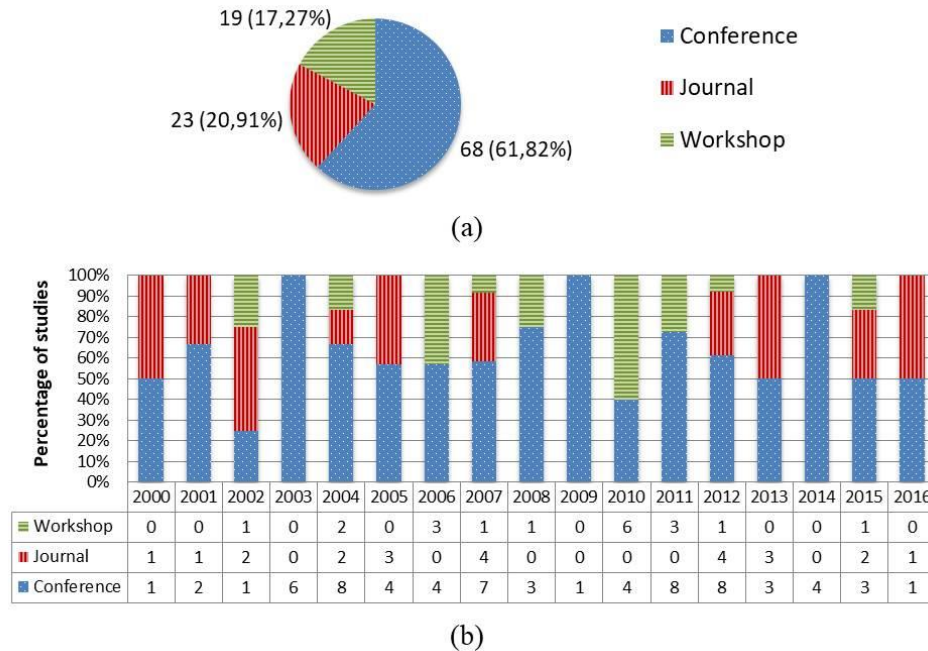 19 (17,27%)
23 (20,91%)
68 (61,82%)
Conference
Journal
Workshop
(a)
Percentage of studies
100%
90%
80%
70%
60%
50%
40%
30%
20%
10%
0%
2000 2001 2002 2003 2004 2005 2006 2007 2008 2009 2010 2011 2012 2013 2014 2015 2016
Workshop 0 0 1 0 2 0 3 1 1 0 6 3 1 0 0 1 0
Journal 1 1 2 0 2 3 0 4 0 0 0 0 4 3 0 2 1
Conference 1 2 1 6 8 4 4 7 3 1 4 8 8 3 4 3 1
(b)